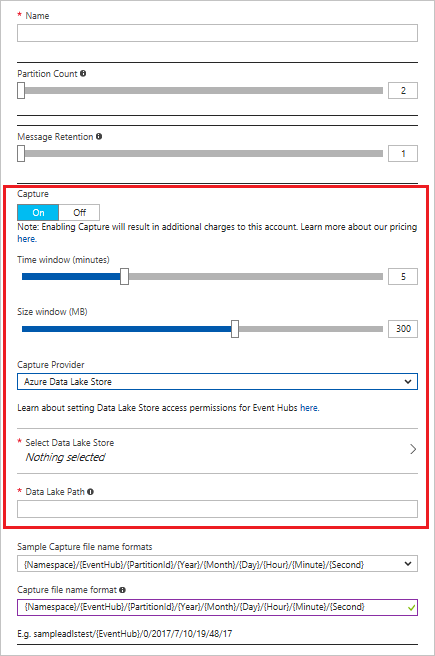 * Name
Partition Count
2
Message Retention
1
Capture
On Off
Note: Enabling Capture will result in additional charges to this account. Learn more about our pricing
here.
Time window (minutes)
5
Size window (MB)
300
Capture Provider
Azure Data Lake Store
Learn about setting Data Lake Store access permissions for Event Hubs here.
* Select Data Lake Store
Nothing selected
* Data Lake Path
Sample Capture file name formats
{Namespace}/{EventHub}/{PartitionId}/{Year}/{Month}/{Day}/{Hour}/{Minute}/{Second}
Capture file name format
{Namespace}/{EventHub}/{PartitionId}/{Year}/{Month}/{Day}/{Hour}/{Minute}/{Second}
E.g. sampleadlstest/{EventHub}/0/2017/7/10/19/48/17